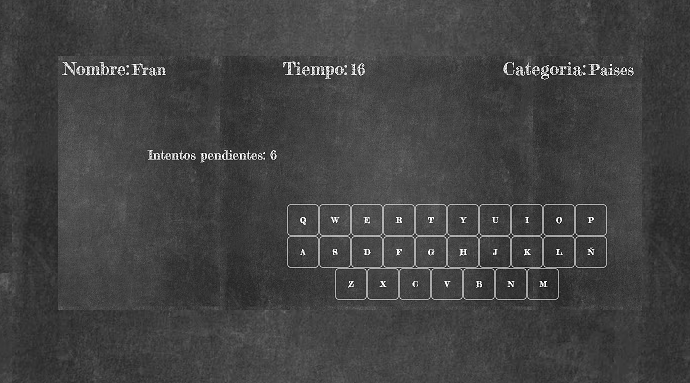 Nombre: Fran Tiempo: 16 Categoria: Paises
Intentos pendientes: 6
Q W E R T Y U I O P
A S D F G H J K L Ñ
Z X C V B N M